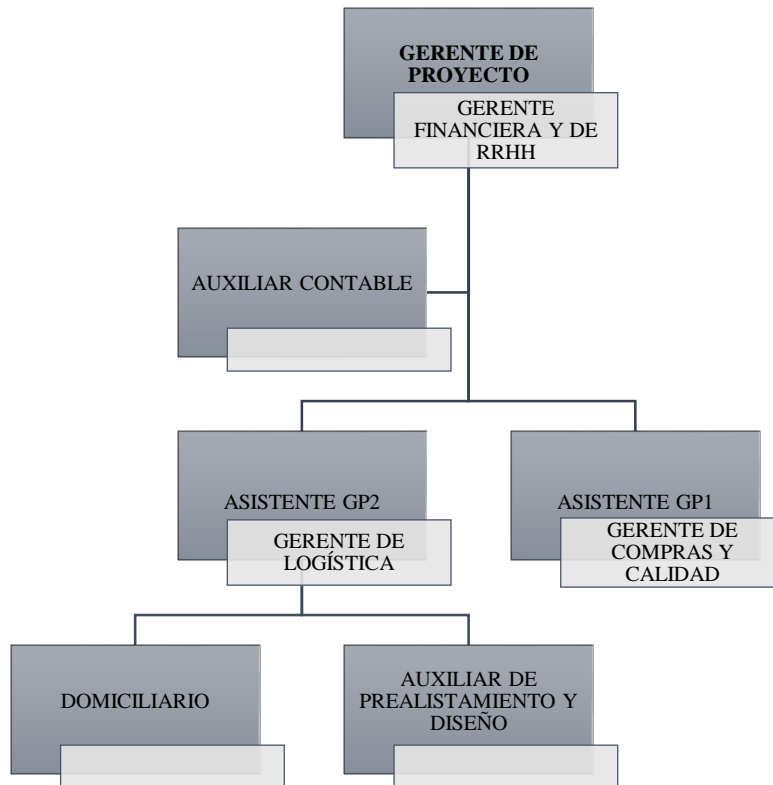 GERENTE DE
PROYECTO
GERENTE
FINANCIERA Y DE
RRHH
AUXILIAR CONTABLE
ASISTENTE GP2
GERENTE DE
LOGÍSTICA
ASISTENTE GP1
GERENTE DE
COMPRAS Y
CALIDAD
DOMICILIARIO
AUXILIAR DE
PREALISTAMIENTO Y
DISEÑO